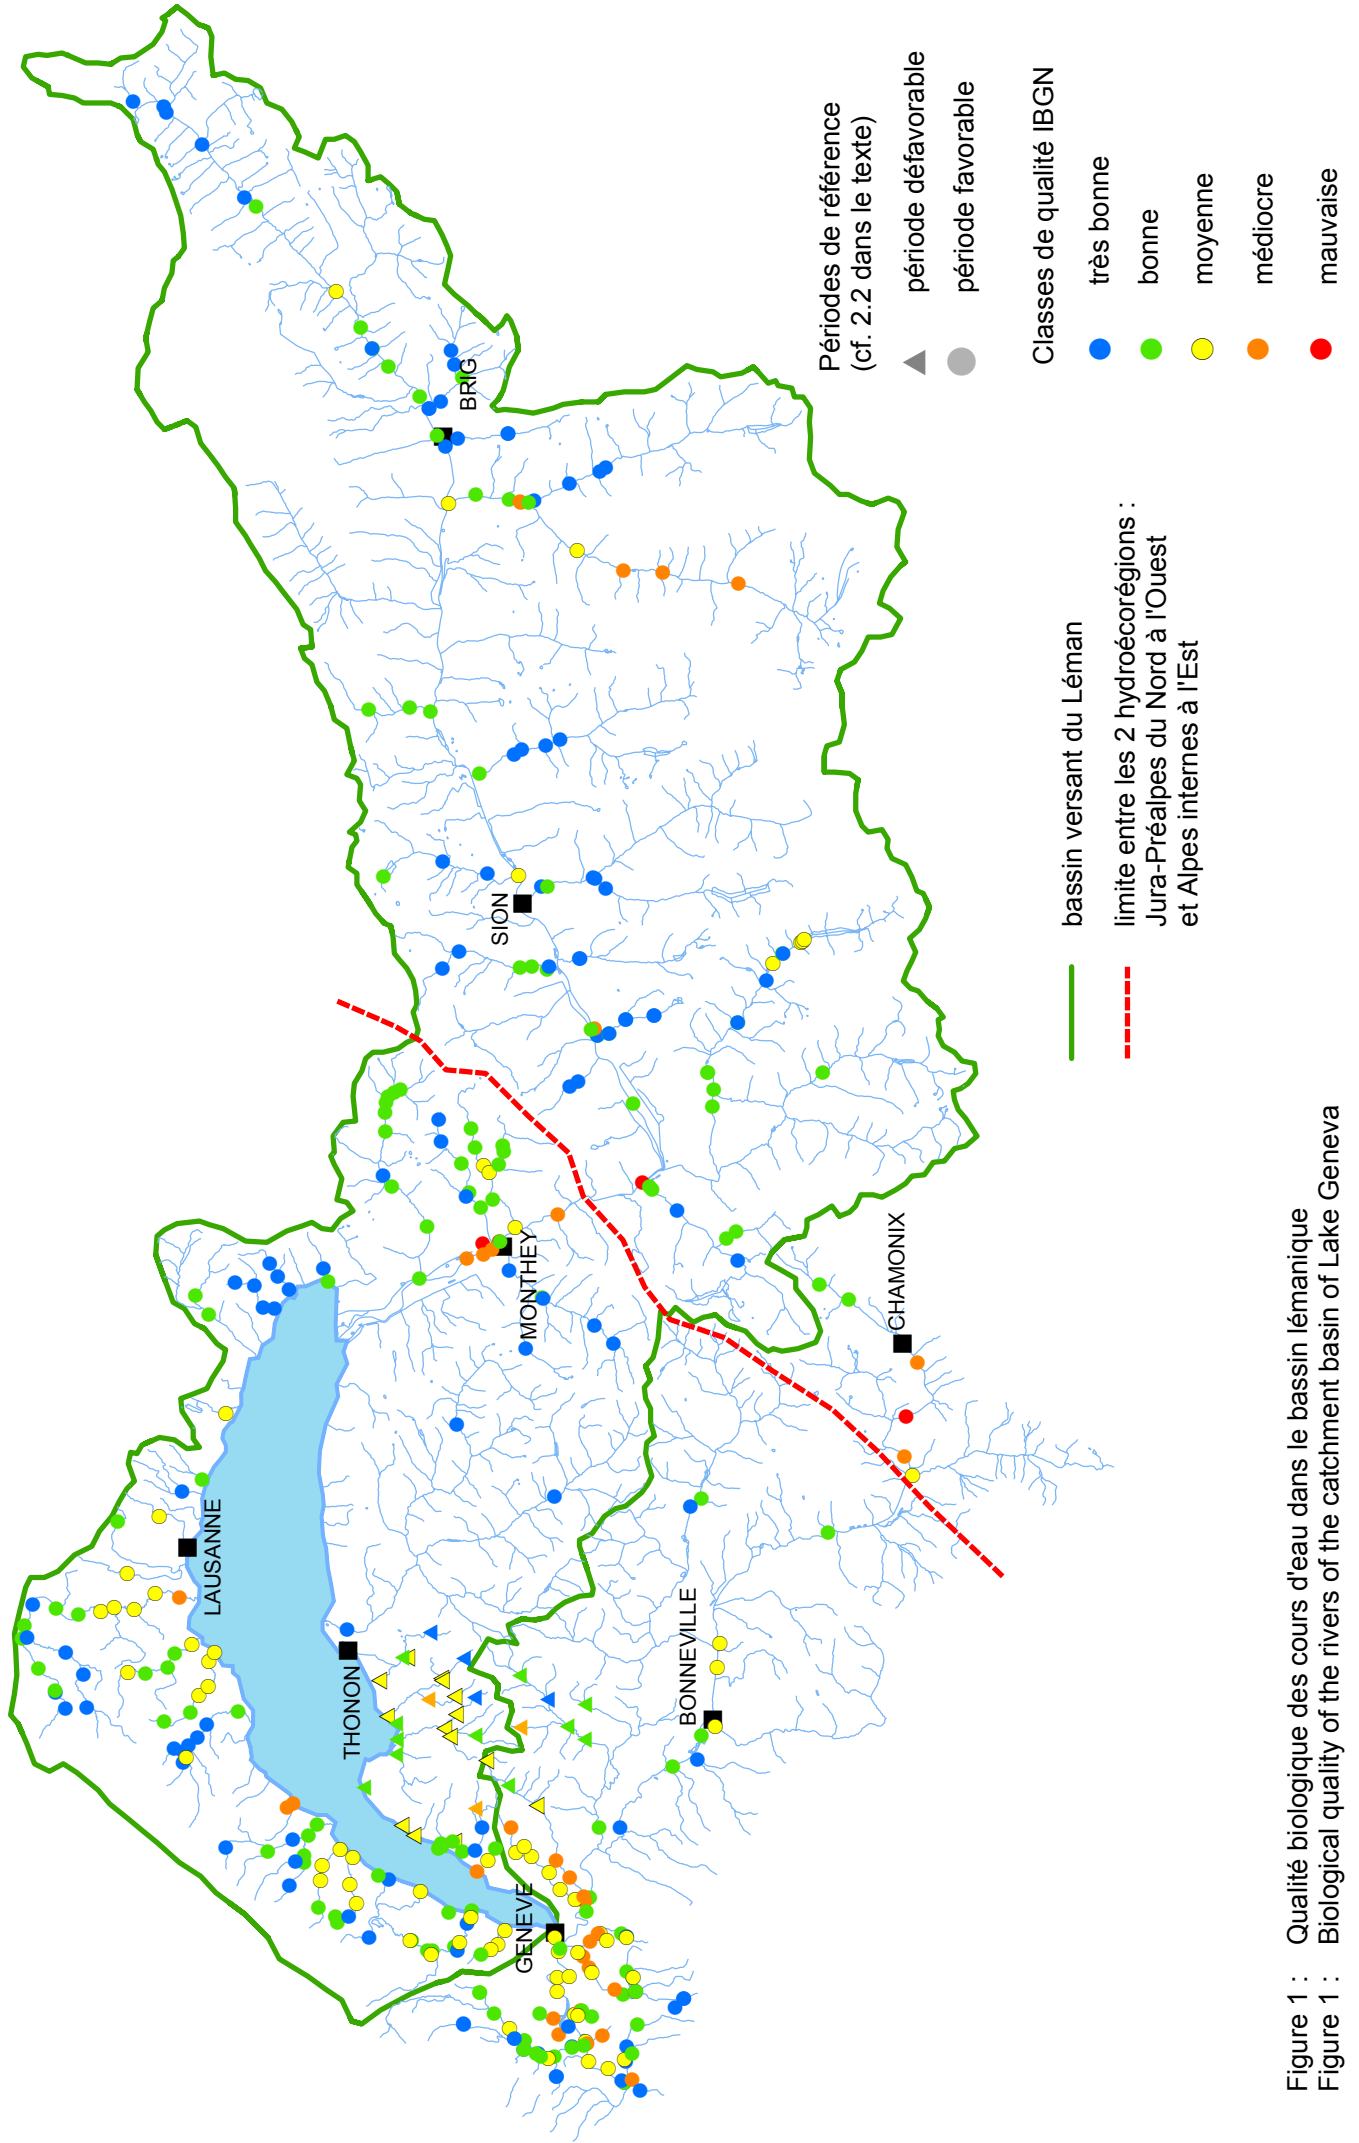 BRIG
SION
MONTHEY
CHAMONIX
LAUSANNE
THONON
BONNEVILLE
GENEVE
Périodes de référence
(cf. 2.2 dans le texte)
période défavorable
période favorable
Classes de qualité IBGN
très bonne
bonne
moyenne
médiocre
mauvaise
bassin versant du Léman
limite entre les 2 hydroécorégions :
Jura-Préalpes du Nord à l'Ouest
et Alpes internes à l'Est
Figure 1 : Qualité biologique des cours d'eau dans le bassin lémanique
Figure 1 : Biological quality of the rivers of the catchment basin of Lake Geneva